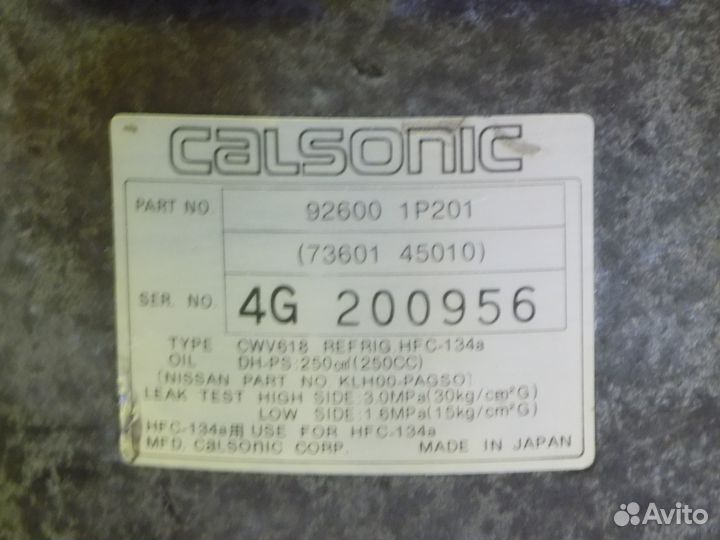 calsonic
PART NO. 92600 1P201
(73601 45010)
SER. NO. 4G 200956
TYPE CWV618 REFRIG HFC-134a
OIL DH-PS:250cm³(250CC)
(NISSAN PART NO KLH00-PAGSO)
LEAK TEST HIGH SIDE:3.0MPa(30kg/cm²G)
LOW SIDE:1.6MPa(15kg/cm²G)
HFC-134a用 USE FOR HFC-134a
MFD. CALSONIC CORP. MADE IN JAPAN
Avito